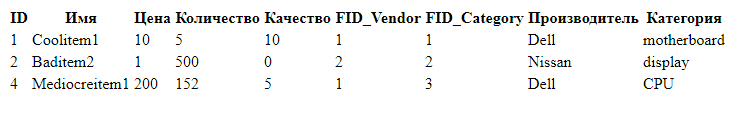 ID Имя Цена Количество Качество FID_Vendor FID_Category Производитель Категория
1 Coolitem1 10 5 10 1 1 Dell motherboard
2 Baditem2 1 500 0 2 2 Nissan display
4 Mediocreitem1 200 152 5 1 3 Dell CPU